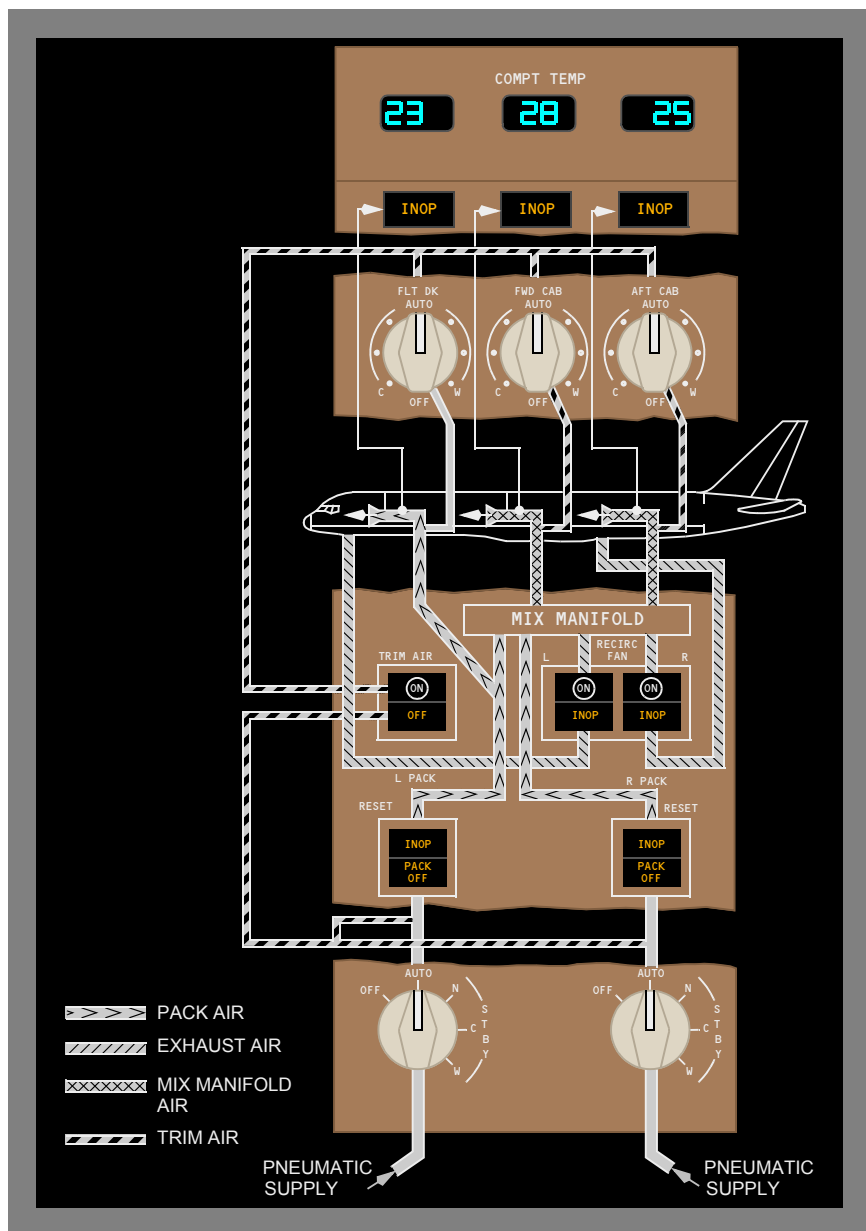 COMPT TEMP
23 28 25
INOP INOP INOP
FLT DK FWD CAB AFT CAB
AUTO AUTO AUTO
C W C W C W
OFF OFF OFF
MIX MANIFOLD
TRIM AIR
L RECIRC FAN R
ON ON ON
OFF INOP INOP
L PACK R PACK
RESET RESET
INOP INOP
PACK OFF PACK OFF
AUTO AUTO
OFF N OFF N
C C
W W
STBY STBY
PACK AIR
EXHAUST AIR
MIX MANIFOLD
AIR
TRIM AIR
PNEUMATIC PNEUMATIC
SUPPLY SUPPLY